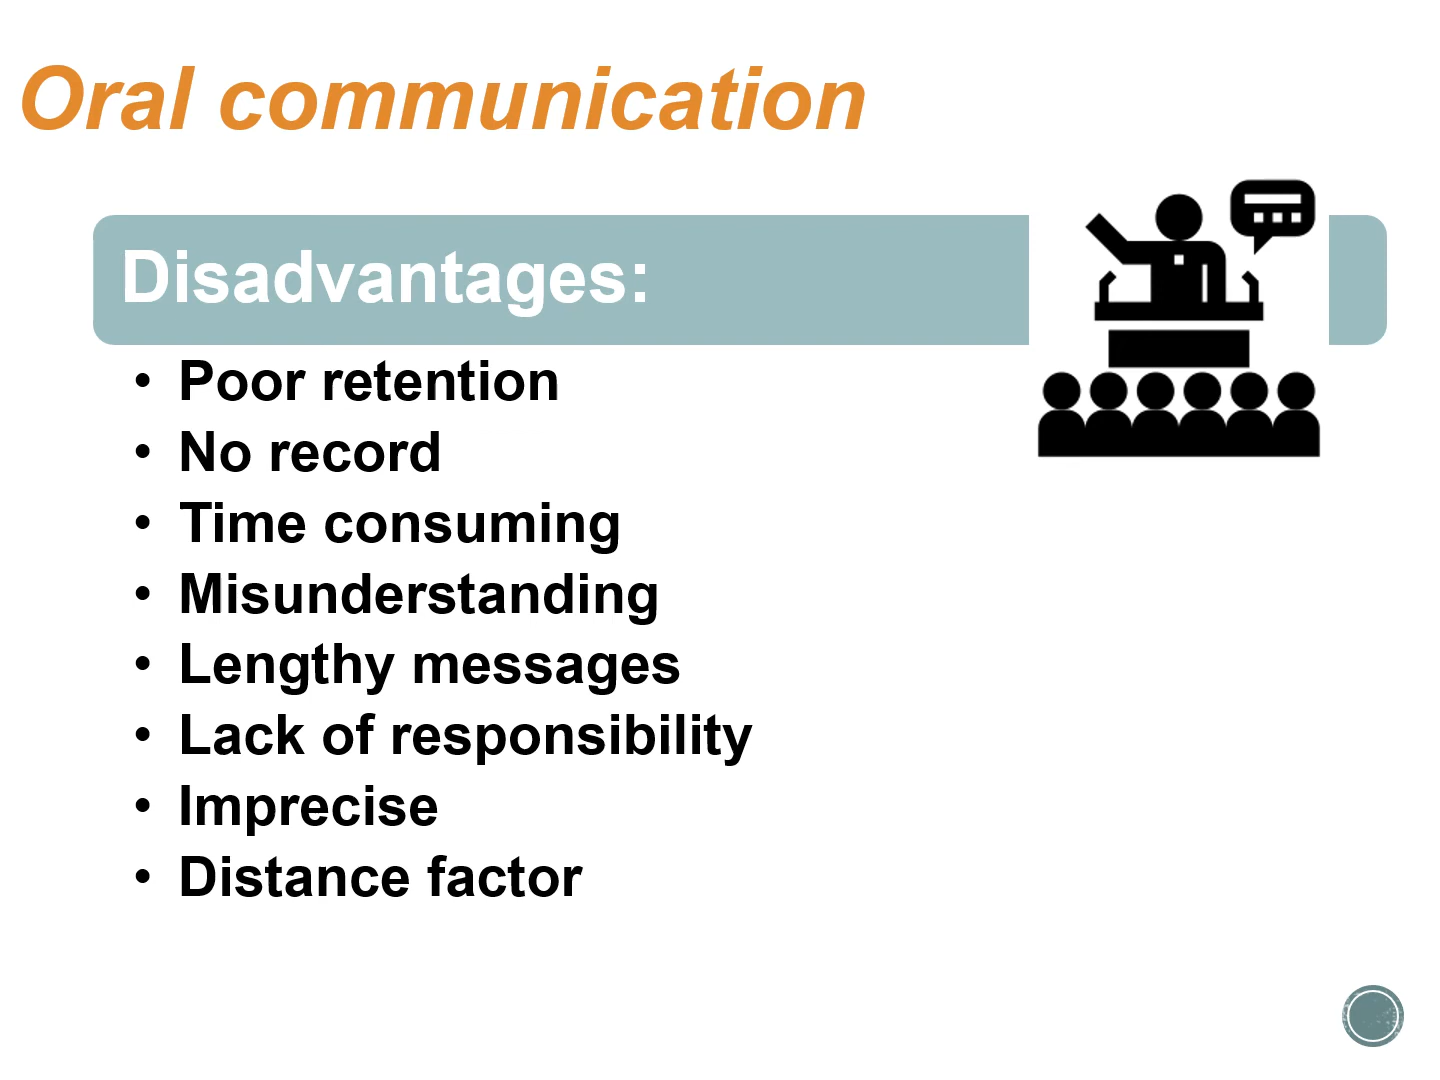 Oral communication
Disadvantages:
• Poor retention
• No record
• Time consuming
• Misunderstanding
• Lengthy messages
• Lack of responsibility
• Imprecise
• Distance factor